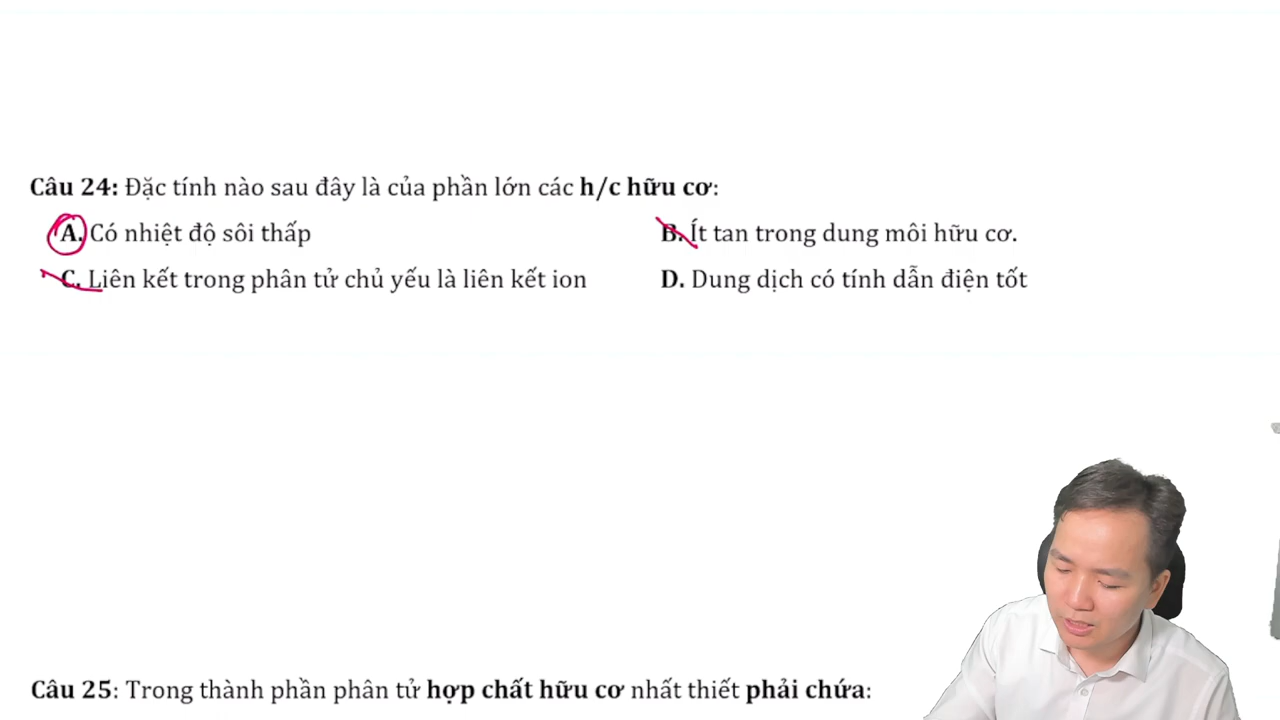 Câu 24: Đặc tính nào sau đây là của phần lớn các h/c hữu cơ:
A. Có nhiệt độ sôi thấp
B. Ít tan trong dung môi hữu cơ.
C. Liên kết trong phân tử chủ yếu là liên kết ion
D. Dung dịch có tính dẫn điện tốt
Câu 25: Trong thành phần phân tử hợp chất hữu cơ nhất thiết phải chứa: